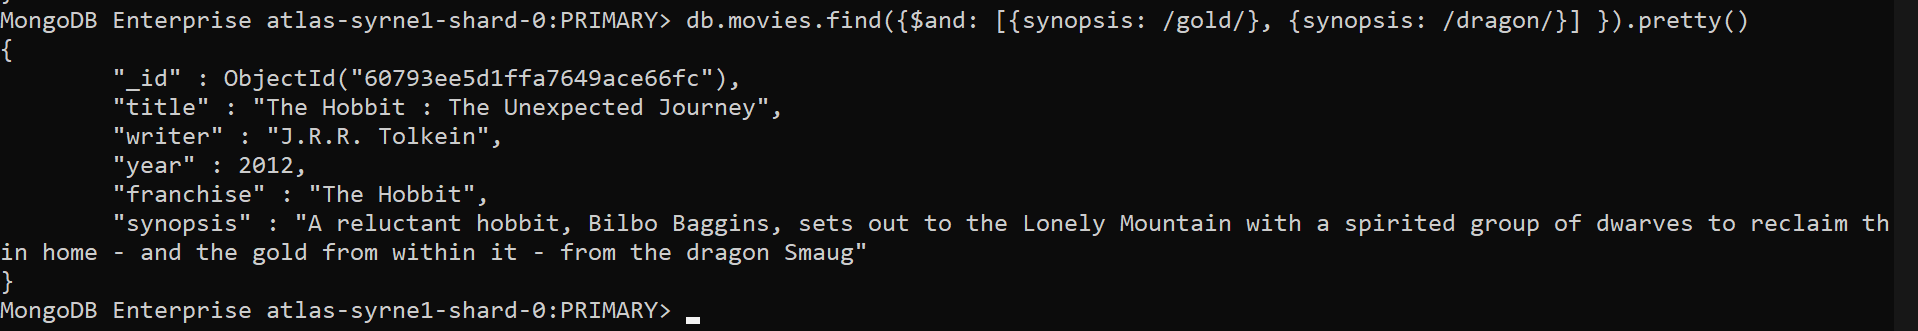 MongoDB Enterprise atlas-syrne1-shard-0:PRIMARY> db.movies.find({$and: [{synopsis: /gold/}, {synopsis: /dragon/}] }).pretty()
{
        "_id" : ObjectId("60793ee5d1ffa7649ace66fc"),
        "title" : "The Hobbit : The Unexpected Journey",
        "writer" : "J.R.R. Tolkein",
        "year" : 2012,
        "franchise" : "The Hobbit",
        "synopsis" : "A reluctant hobbit, Bilbo Baggins, sets out to the Lonely Mountain with a spirited group of dwarves to reclaim th
in home - and the gold from within it - from the dragon Smaug"
}
MongoDB Enterprise atlas-syrne1-shard-0:PRIMARY>